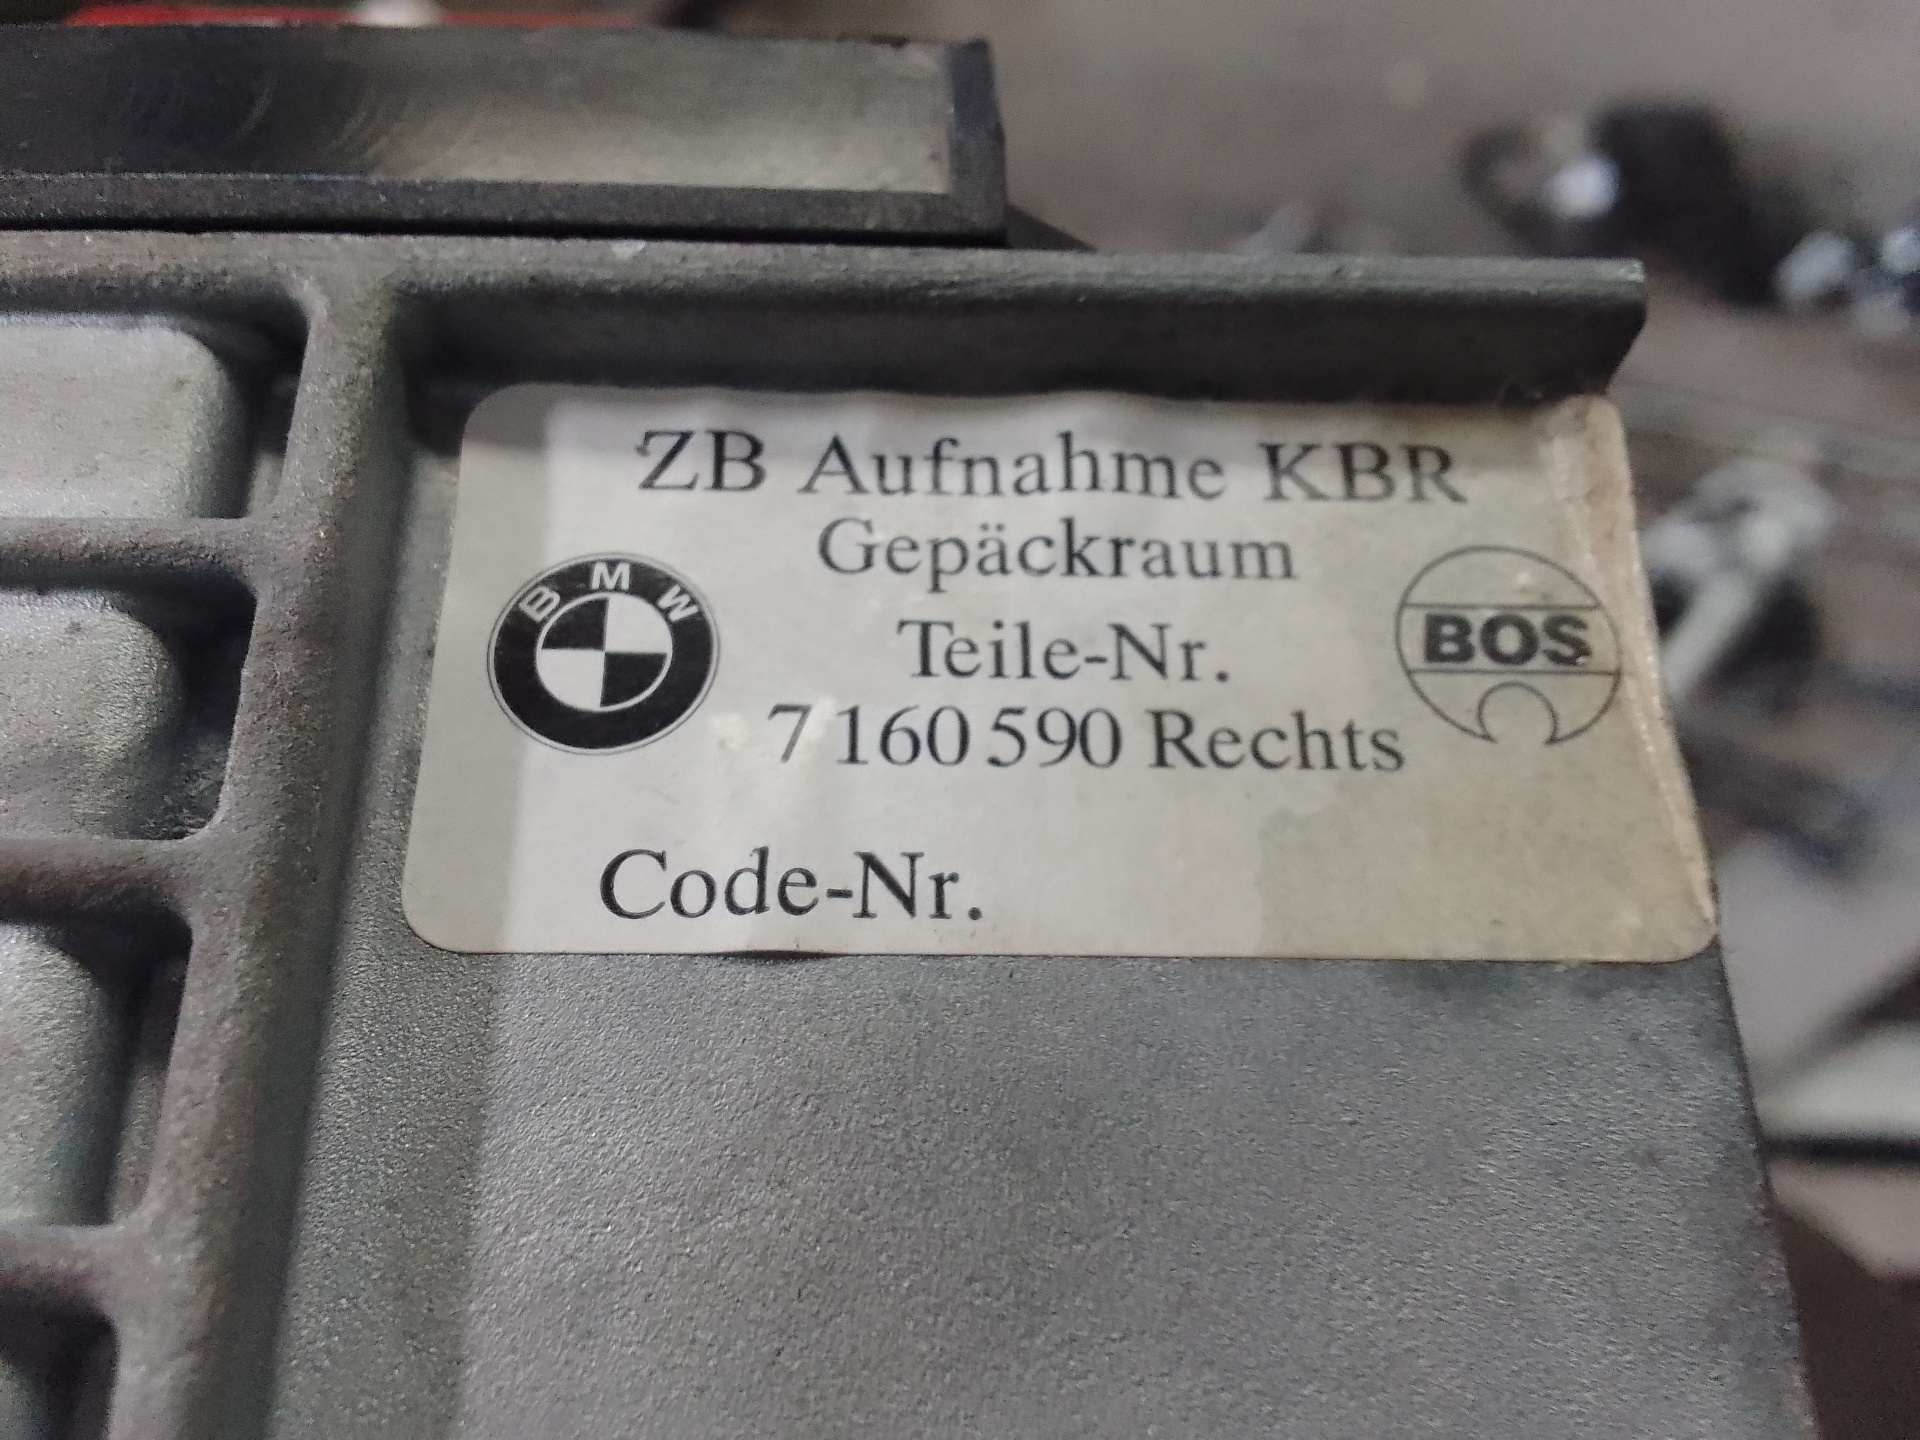 ZB Aufnahme KBR
Gepäckraum
BMW
BOS
Teile-Nr.
7 160 590 Rechts
Code-Nr.